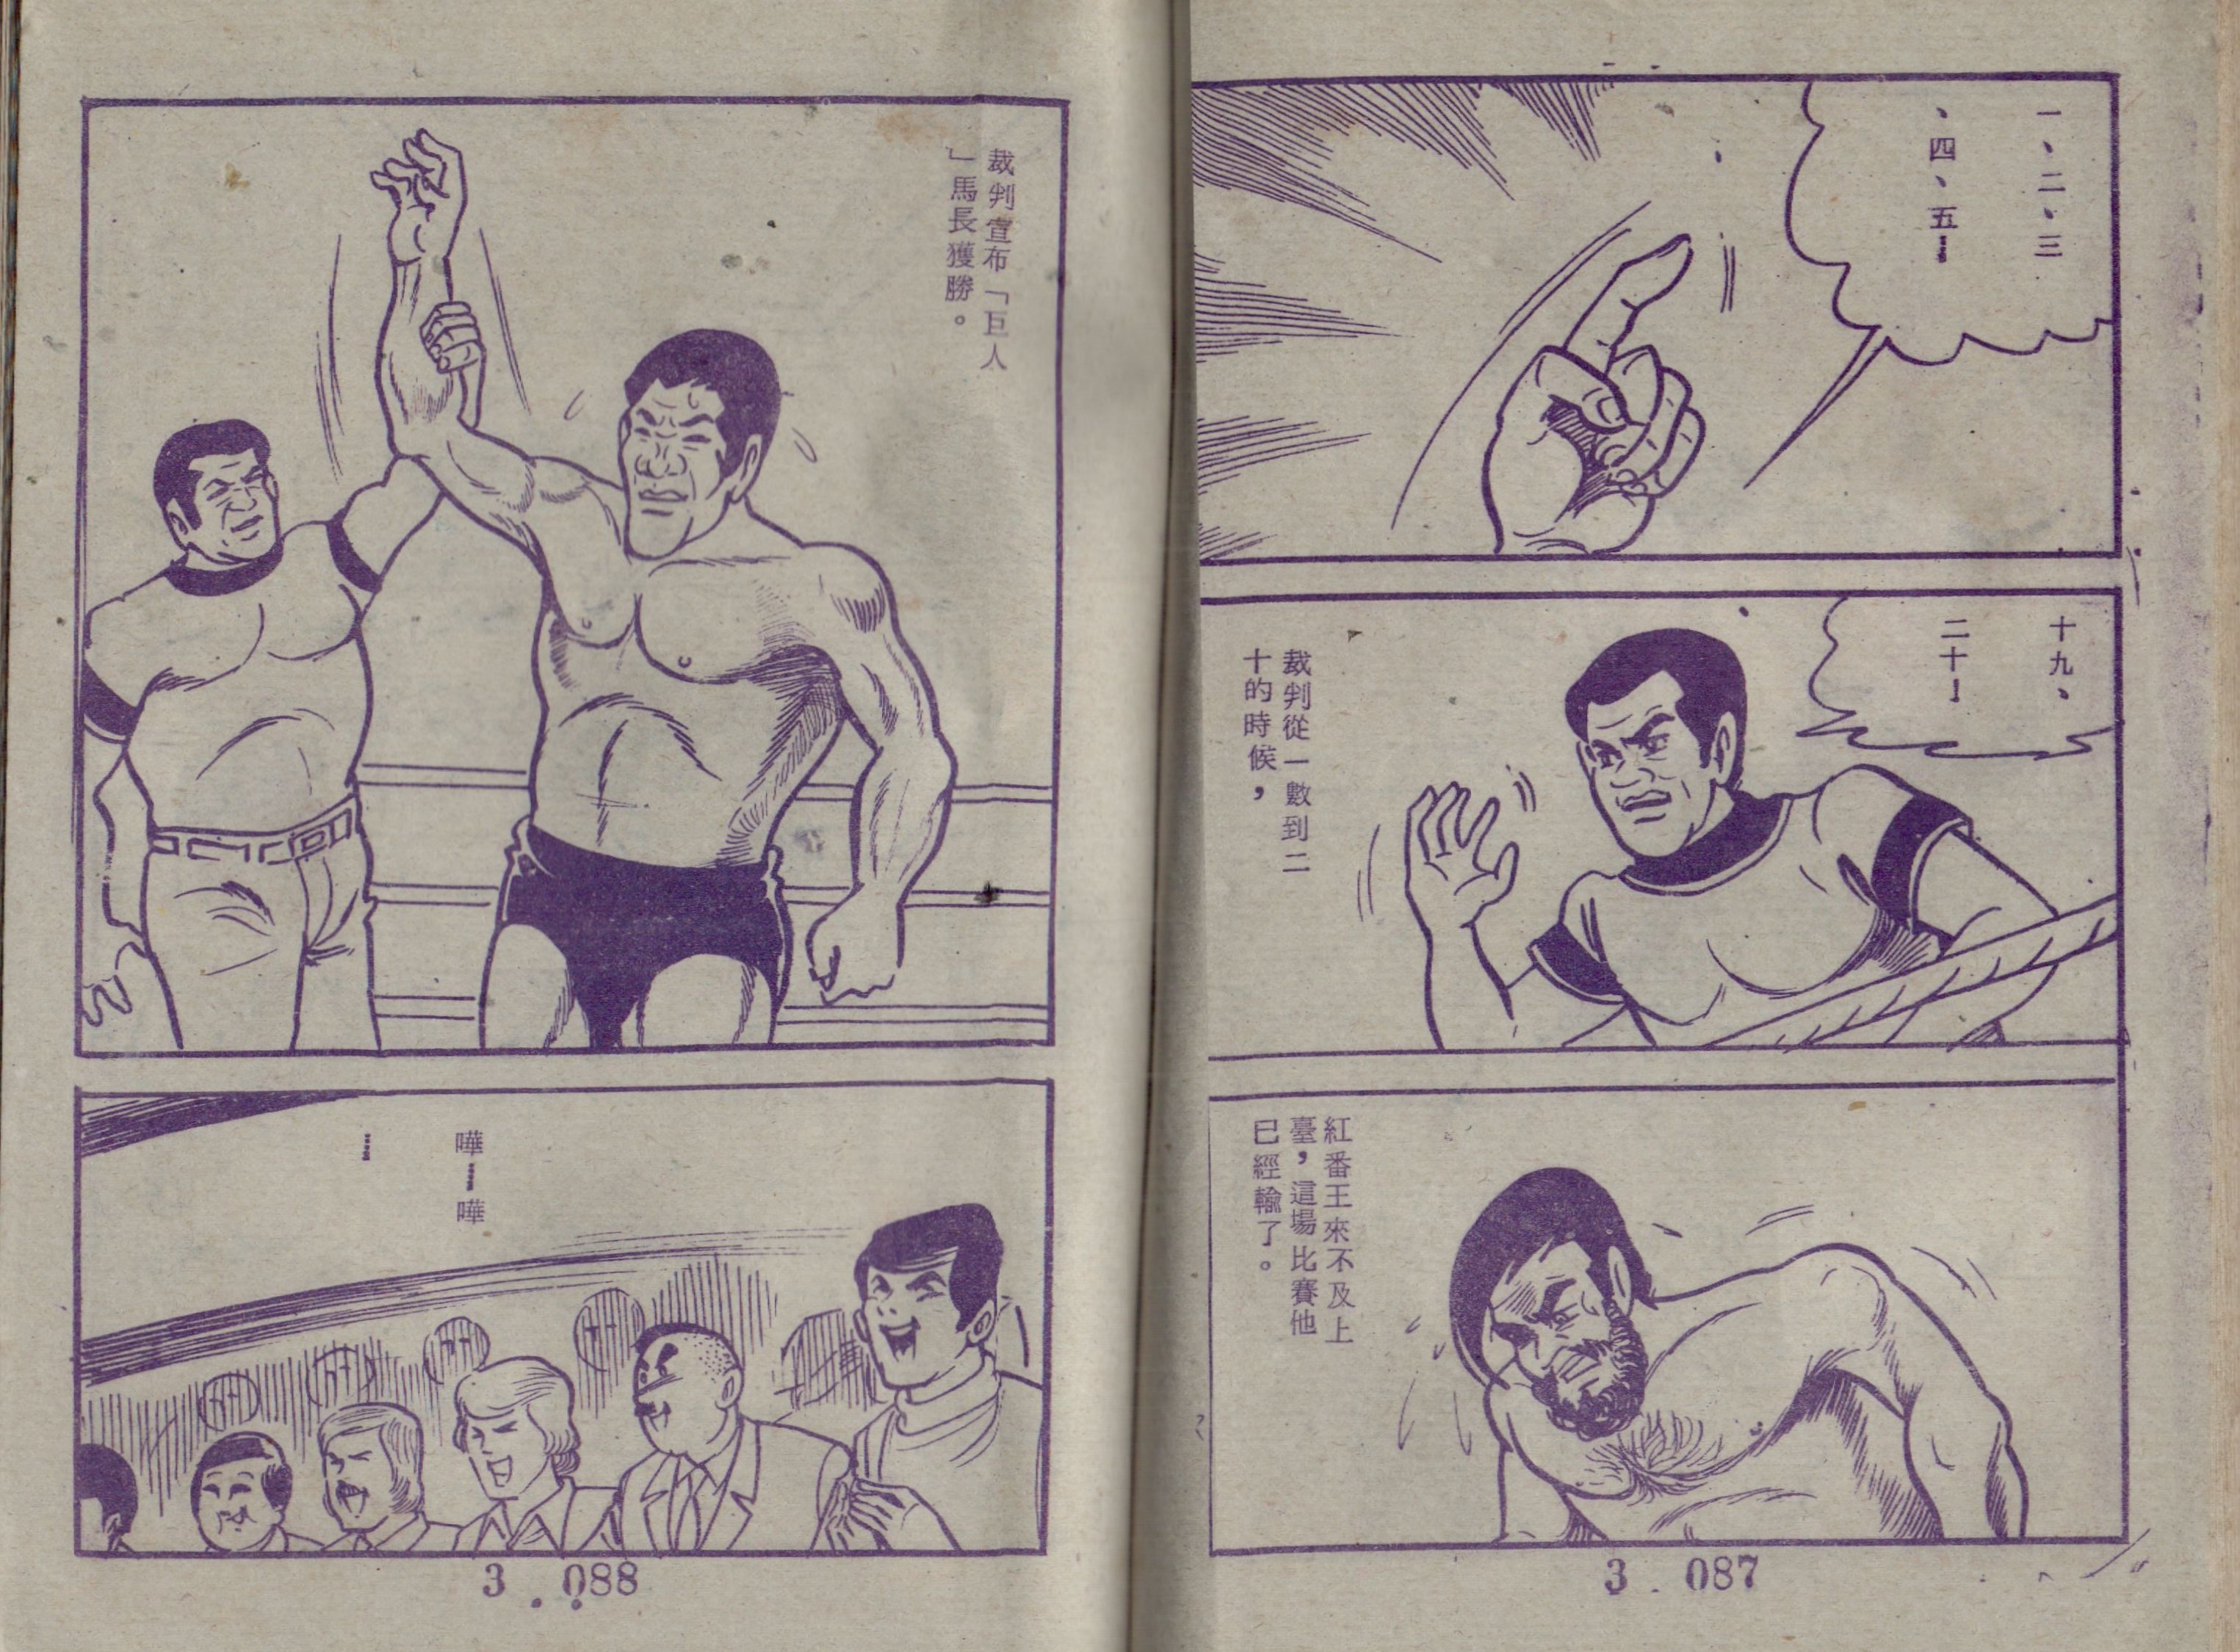 一、二、三
、四、五…
十九、
二十！
裁判從一數到二
十的時候，
紅番王來不及上
臺，這場比賽他
已經輸了。
3.087
裁判宣布「巨人
」馬長獲勝。
嘩…嘩
…
3.088